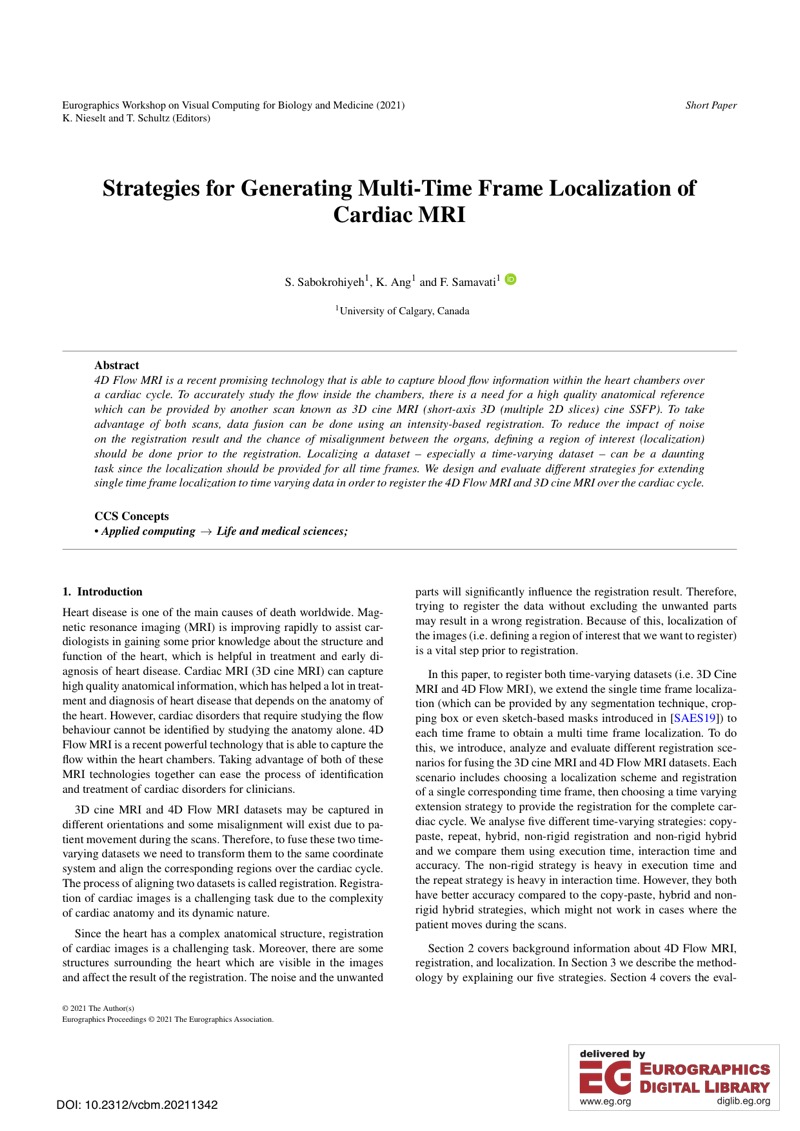 Eurographics Workshop on Visual Computing for Biology and Medicine (2021)
Short Paper
K. Nieselt and T. Schultz (Editors)
Strategies for Generating Multi-Time Frame Localization of
Cardiac MRI
S. Sabokrohiyeh1, K. Ang1 and F. Samavati1 iD
1University of Calgary, Canada
Abstract
4D Flow MRI is a recent promising technology that is able to capture blood flow information within the heart chambers over
a cardiac cycle. To accurately study the flow inside the chambers, there is a need for a high quality anatomical reference
which can be provided by another scan known as 3D cine MRI (short-axis 3D (multiple 2D slices) cine SSFP). To take
advantage of both scans, data fusion can be done using an intensity-based registration. To reduce the impact of noise
on the registration result and the chance of misalignment between the organs, defining a region of interest (localization)
should be done prior to the registration. Localizing a dataset – especially a time-varying dataset – can be a daunting
task since the localization should be provided for all time frames. We design and evaluate different strategies for extending
single time frame localization to time varying data in order to register the 4D Flow MRI and 3D cine MRI over the cardiac cycle.
CCS Concepts
• Applied computing → Life and medical sciences;
1. Introduction
Heart disease is one of the main causes of death worldwide. Mag-
netic resonance imaging (MRI) is improving rapidly to assist car-
diologists in gaining some prior knowledge about the structure and
function of the heart, which is helpful in treatment and early di-
agnosis of heart disease. Cardiac MRI (3D cine MRI) can capture
high quality anatomical information, which has helped a lot in treat-
ment and diagnosis of heart disease that depends on the anatomy of
the heart. However, cardiac disorders that require studying the flow
behaviour cannot be identified by studying the anatomy alone. 4D
Flow MRI is a recent powerful technology that is able to capture the
flow within the heart chambers. Taking advantage of both of these
MRI technologies together can ease the process of identification
and treatment of cardiac disorders for clinicians.
3D cine MRI and 4D Flow MRI datasets may be captured in
different orientations and some misalignment will exist due to pa-
tient movement during the scans. Therefore, to fuse these two time-
varying datasets we need to transform them to the same coordinate
system and align the corresponding regions over the cardiac cycle.
The process of aligning two datasets is called registration. Registra-
tion of cardiac images is a challenging task due to the complexity
of cardiac anatomy and its dynamic nature.
Since the heart has a complex anatomical structure, registration
of cardiac images is a challenging task. Moreover, there are some
structures surrounding the heart which are visible in the images
and affect the result of the registration. The noise and the unwanted
parts will significantly influence the registration result. Therefore,
trying to register the data without excluding the unwanted parts
may result in a wrong registration. Because of this, localization of
the images (i.e. defining a region of interest that we want to register)
is a vital step prior to registration.
In this paper, to register both time-varying datasets (i.e. 3D Cine
MRI and 4D Flow MRI), we extend the single time frame localiza-
tion (which can be provided by any segmentation technique, crop-
ping box or even sketch-based masks introduced in [SAES19]) to
each time frame to obtain a multi time frame localization. To do
this, we introduce, analyze and evaluate different registration sce-
narios for fusing the 3D cine MRI and 4D Flow MRI datasets. Each
scenario includes choosing a localization scheme and registration
of a single corresponding time frame, then choosing a time varying
extension strategy to provide the registration for the complete car-
diac cycle. We analyse five different time-varying strategies: copy-
paste, repeat, hybrid, non-rigid registration and non-rigid hybrid
and we compare them using execution time, interaction time and
accuracy. The non-rigid strategy is heavy in execution time and
the repeat strategy is heavy in interaction time. However, they both
have better accuracy compared to the copy-paste, hybrid and non-
rigid hybrid strategies, which might not work in cases where the
patient moves during the scans.
Section 2 covers background information about 4D Flow MRI,
registration, and localization. In Section 3 we describe the method-
ology by explaining our five strategies. Section 4 covers the eval-
© 2021 The Author(s)
Eurographics Proceedings © 2021 The Eurographics Association.
DOI: 10.2312/vcbm.20211342
delivered by
EG EUROGRAPHICS
DIGITAL LIBRARY
www.eg.org diglib.eg.org